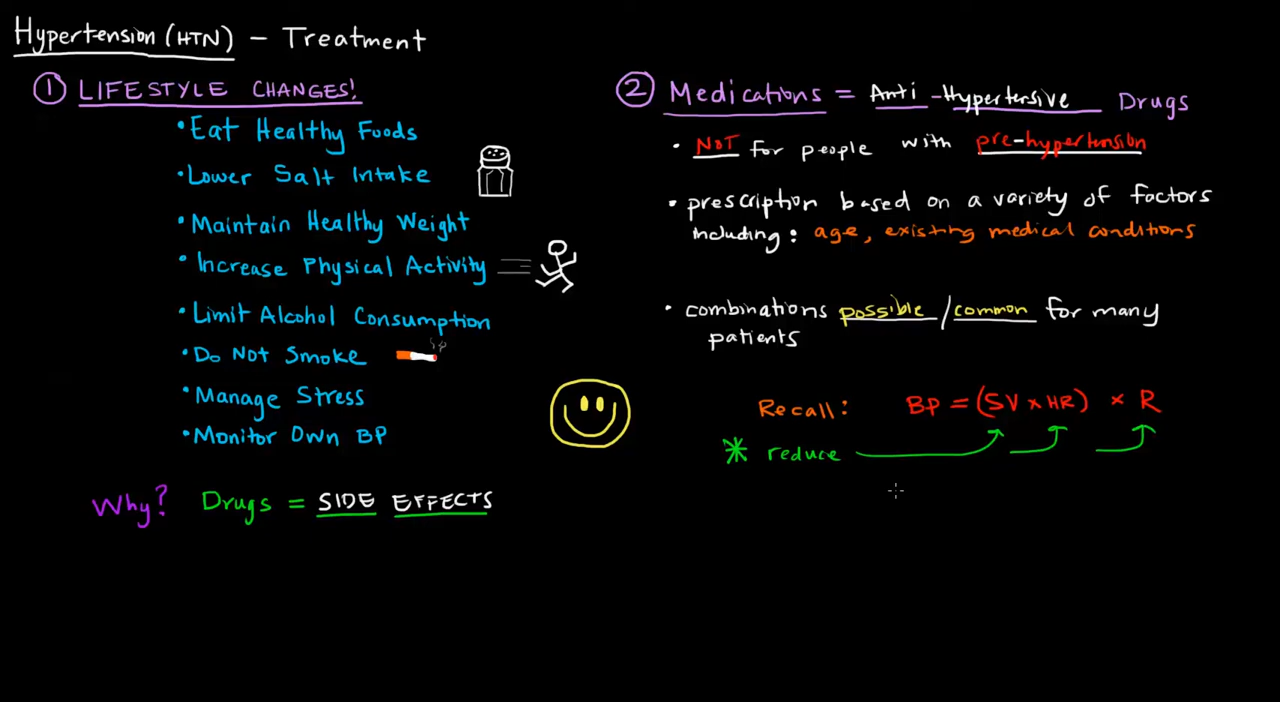 Hypertension (HTN) - Treatment
① LIFESTYLE CHANGES!
• Eat Healthy Foods
• Lower Salt Intake
• Maintain Healthy Weight
• Increase Physical Activity
• Limit Alcohol Consumption
• Do Not Smoke
• Manage Stress
• Monitor Own BP
Why? Drugs = SIDE EFFECTS
② Medications = Anti-Hypertensive Drugs
• NOT for people with pre-hypertension
• prescription based on a variety of factors
including: age, existing medical conditions
• combinations possible/common for many
patients
Recall: BP = (SV x HR) x R
* reduce